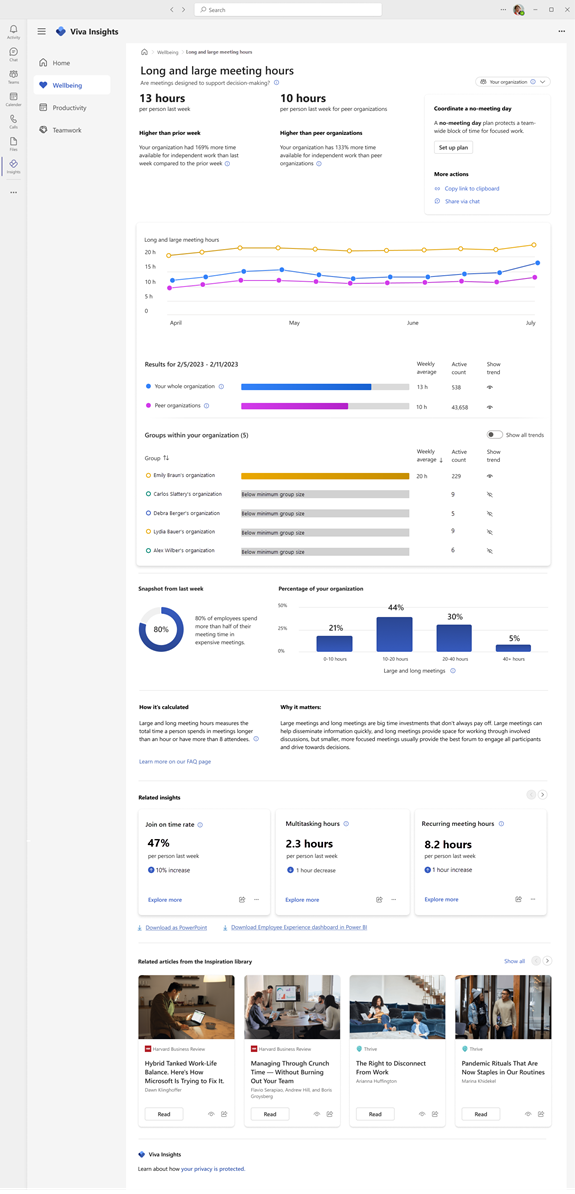 Search
Activity
Chat
Teams
Calendar
Calls
Files
Insights
Viva Insights
Home
Wellbeing
Productivity
Teamwork
Wellbeing
Long and large meeting hours
Long and large meeting hours
Are meetings designed to support decision-making?
Your organization
13 hours
per person last week
10 hours
per person last week for peer organizations
Higher than prior week
Your organization had 169% more time
available for independent work than last
week compared to the prior week
Higher than peer organizations
Your organization has 133% more time
available for independent work than peer
organizations
Coordinate a no-meeting day
A no-meeting day plan protects a team-
wide block of time for focused work.
Set up plan
More actions
Copy link to clipboard
Share via chat
Long and large meeting hours
20 h
15 h
10 h
5 h
0
April
May
June
July
Results for 2/5/2023 - 2/11/2023
Weekly
average
Active
count
Show
trend
Your whole organization
13 h
538
Peer organizations
10 h
43,658
Groups within your organization (5)
Show all trends
Group
Weekly
average
Active
count
Show
trend
Emily Braun's organization
20 h
229
Carlos Slattery's organization
Below minimum group size
9
Debra Berger's organization
Below minimum group size
5
Lydia Bauer's organization
Below minimum group size
9
Alex Wilber's organization
Below minimum group size
6
Snapshot from last week
80%
80% of employees spend
more than half of their
meeting time in
expensive meetings.
Percentage of your organization
50%
25%
0%
21%
44%
30%
5%
0-10 hours
10-20 hours
20-40 hours
40+ hours
Large and long meetings
How it's calculated
Large and long meeting hours measures the
total time a person spends in meetings longer
than an hour or have more than 8 attendees.
Learn more on our FAQ page
Why it matters:
Large meetings and long meetings are big time investments that don't always pay off. Large meetings can
help disseminate information quickly, and long meetings provide space for working through involved
discussions, but smaller, more focused meetings usually provide the best forum to engage all participants
and drive towards decisions.
Related insights
Join on time rate
47%
per person last week
10% increase
Explore more
Multitasking hours
2.3 hours
per person last week
1 hour decrease
Explore more
Recurring meeting hours
8.2 hours
per person last week
1 hour increase
Explore more
Download as PowerPoint
Download Employee Experience dashboard in Power BI
Related articles from the Inspiration library
Show all
Harvard Business Review
Hybrid Tanked Work-Life
Balance. Here's How
Microsoft Is Trying to Fix It.
Dawn Klinghoffer
Read
Harvard Business Review
Managing Through Crunch
Time — Without Burning
Out Your Team
Flavio Serapiao, Andrew Hill, and Boris
Groysberg
Read
Thrive
The Right to Disconnect
From Work
Arianna Huffington
Read
Thrive
Pandemic Rituals That Are
Now Staples in Our Routines
Marina Khidekel
Read
Viva Insights
Learn about how your privacy is protected.